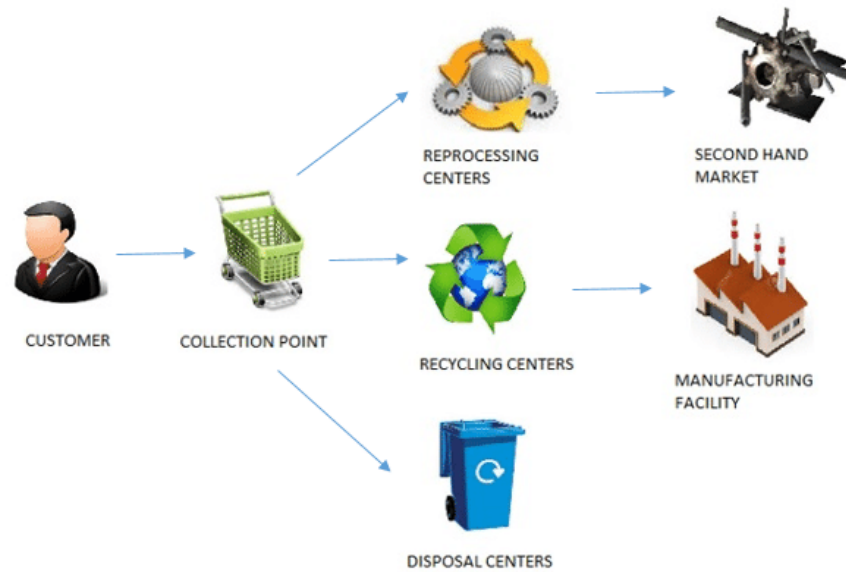 REPROCESSING
CENTERS
SECOND HAND
MARKET
CUSTOMER
COLLECTION POINT
RECYCLING CENTERS
MANUFACTURING
FACILITY
DISPOSAL CENTERS